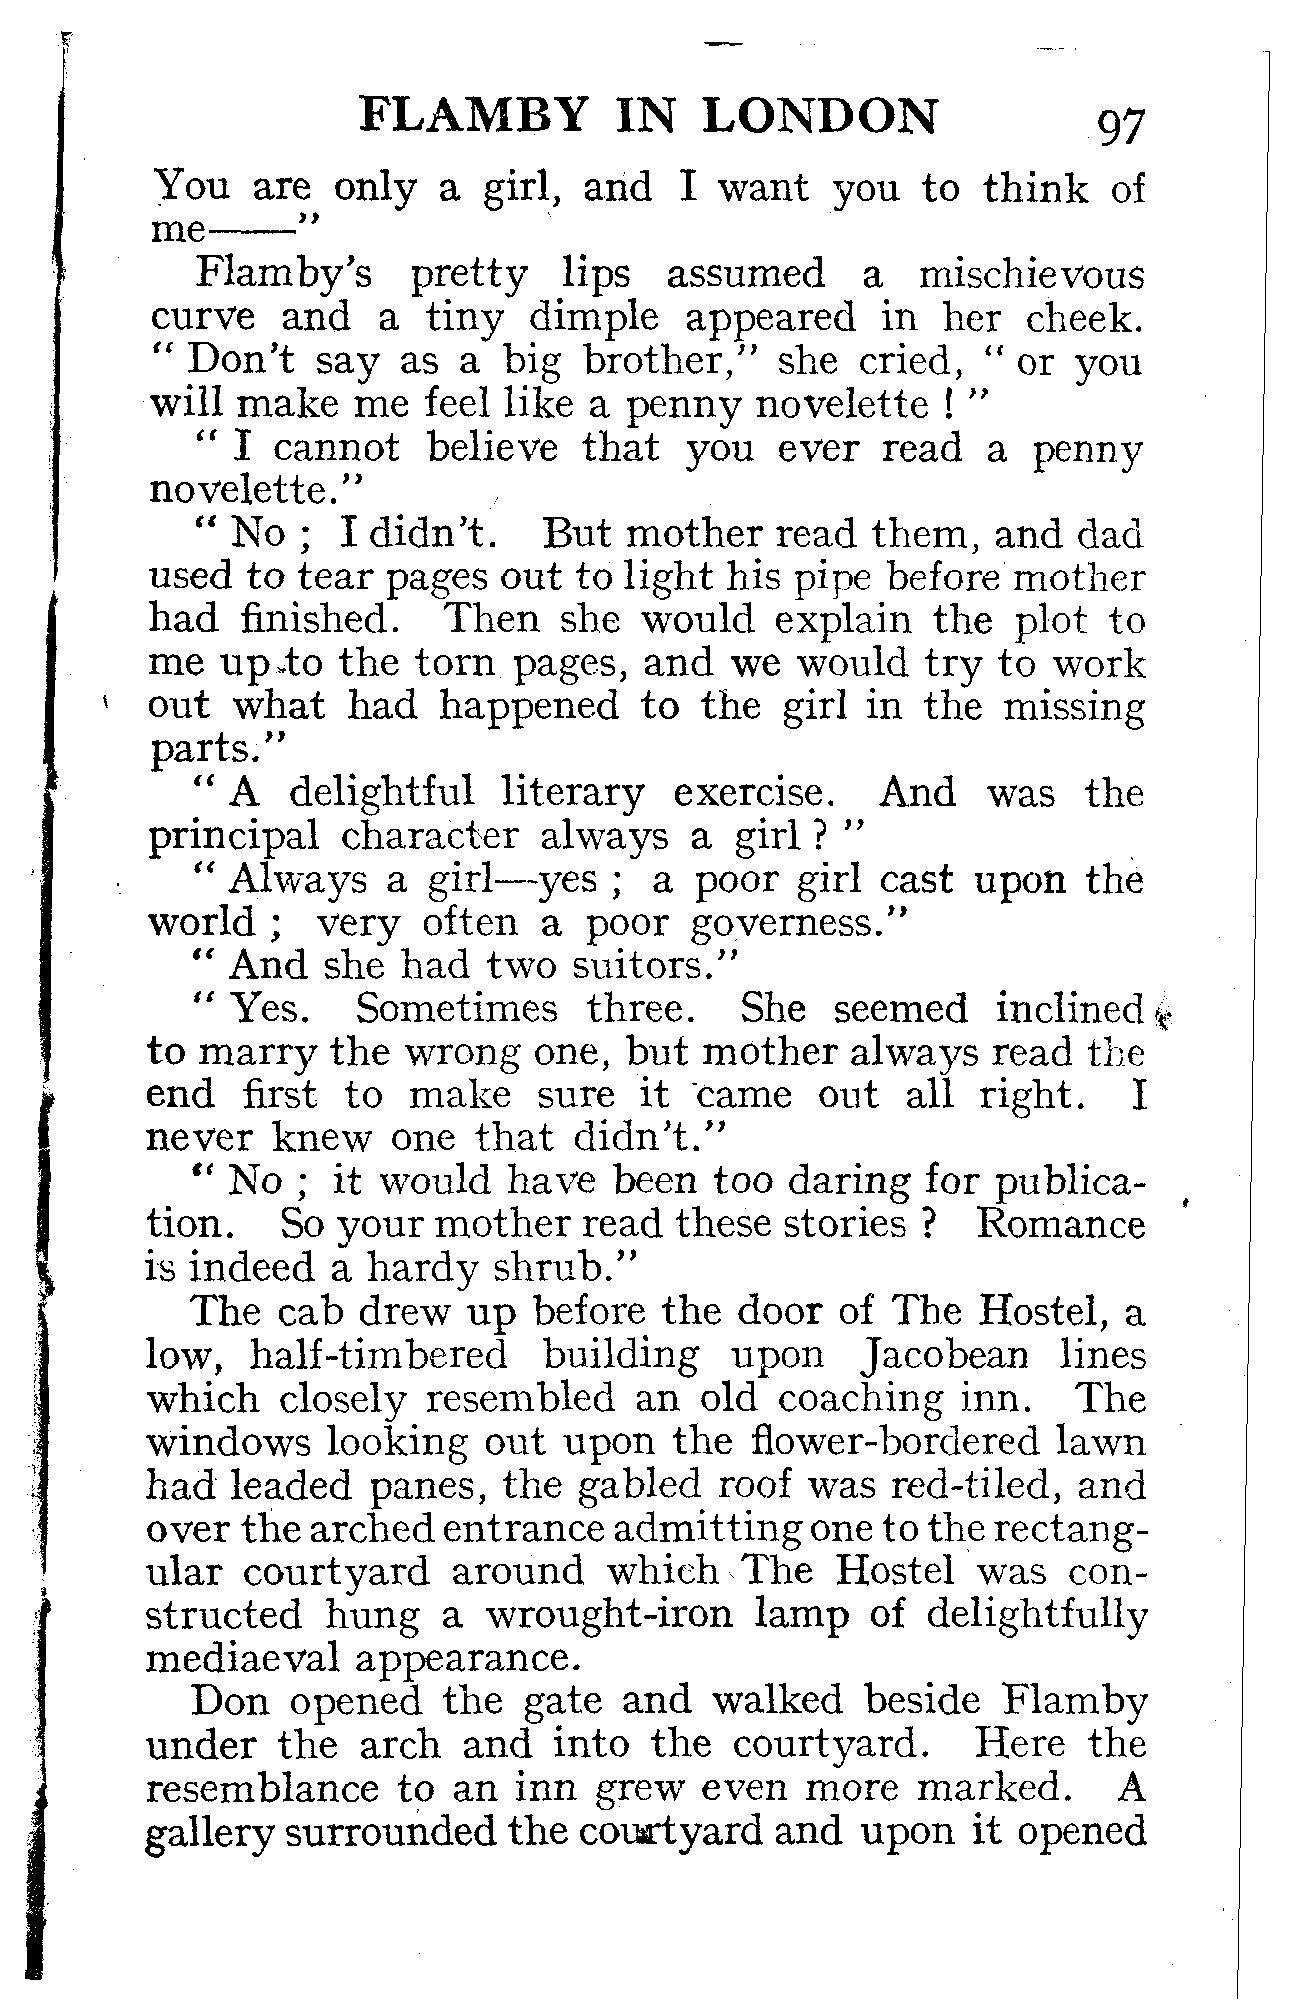 FLAMBY IN LONDON 97
You are only a girl, and I want you to think of
me——"
Flamby's pretty lips assumed a mischievous
curve and a tiny dimple appeared in her cheek.
" Don't say as a big brother," she cried, " or you
will make me feel like a penny novelette ! "
" I cannot believe that you ever read a penny
novelette."
" No ; I didn't. But mother read them, and dad
used to tear pages out to light his pipe before mother
had finished. Then she would explain the plot to
me up to the torn pages, and we would try to work
out what had happened to the girl in the missing
parts."
" A delightful literary exercise. And was the
principal character always a girl ? "
" Always a girl—yes ; a poor girl cast upon the
world ; very often a poor governess."
" And she had two suitors."
" Yes. Sometimes three. She seemed inclined
to marry the wrong one, but mother always read the
end first to make sure it came out all right. I
never knew one that didn't."
" No ; it would have been too daring for publica-
tion. So your mother read these stories ? Romance
is indeed a hardy shrub."
The cab drew up before the door of The Hostel, a
low, half-timbered building upon Jacobean lines
which closely resembled an old coaching inn. The
windows looking out upon the flower-bordered lawn
had leaded panes, the gabled roof was red-tiled, and
over the arched entrance admitting one to the rectang-
ular courtyard around which The Hostel was con-
structed hung a wrought-iron lamp of delightfully
mediaeval appearance.
Don opened the gate and walked beside Flamby
under the arch and into the courtyard. Here the
resemblance to an inn grew even more marked. A
gallery surrounded the courtyard and upon it opened